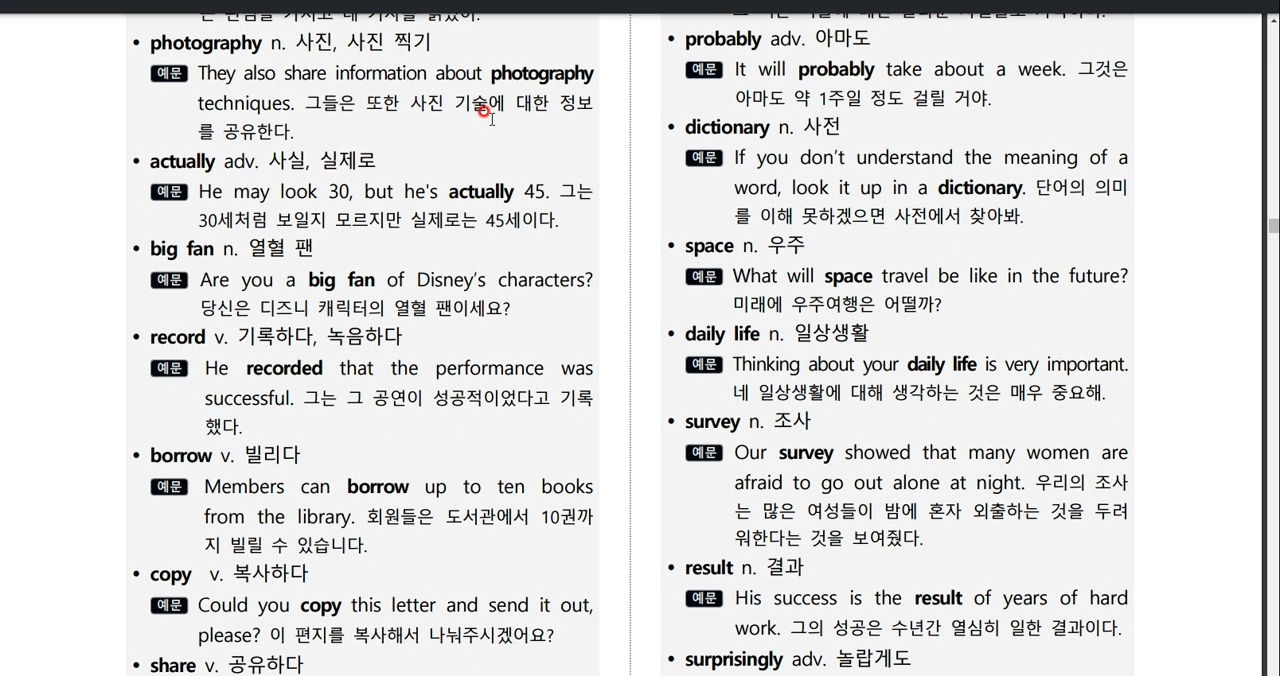 • photography n. 사진, 사진 찍기
예문 They also share information about photography
techniques. 그들은 또한 사진 기술에 대한 정보
를 공유한다.
• actually adv. 사실, 실제로
예문 He may look 30, but he's actually 45. 그는
30세처럼 보일지 모르지만 실제로는 45세이다.
• big fan n. 열혈 팬
예문 Are you a big fan of Disney's characters?
당신은 디즈니 캐릭터의 열혈 팬이세요?
• record v. 기록하다, 녹음하다
예문 He recorded that the performance was
successful. 그는 그 공연이 성공적이었다고 기록
했다.
• borrow v. 빌리다
예문 Members can borrow up to ten books
from the library. 회원들은 도서관에서 10권까
지 빌릴 수 있습니다.
• copy v. 복사하다
예문 Could you copy this letter and send it out,
please? 이 편지를 복사해서 나눠주시겠어요?
• share v. 공유하다
• probably adv. 아마도
예문 It will probably take about a week. 그것은
아마도 약 1주일 정도 걸릴 거야.
• dictionary n. 사전
예문 If you don't understand the meaning of a
word, look it up in a dictionary. 단어의 의미
를 이해 못하겠으면 사전에서 찾아봐.
• space n. 우주
예문 What will space travel be like in the future?
미래에 우주여행은 어떨까?
• daily life n. 일상생활
예문 Thinking about your daily life is very important.
네 일상생활에 대해 생각하는 것은 매우 중요해.
• survey n. 조사
예문 Our survey showed that many women are
afraid to go out alone at night. 우리의 조사
는 많은 여성들이 밤에 혼자 외출하는 것을 두려
워한다는 것을 보여줬다.
• result n. 결과
예문 His success is the result of years of hard
work. 그의 성공은 수년간 열심히 일한 결과이다.
• surprisingly adv. 놀랍게도